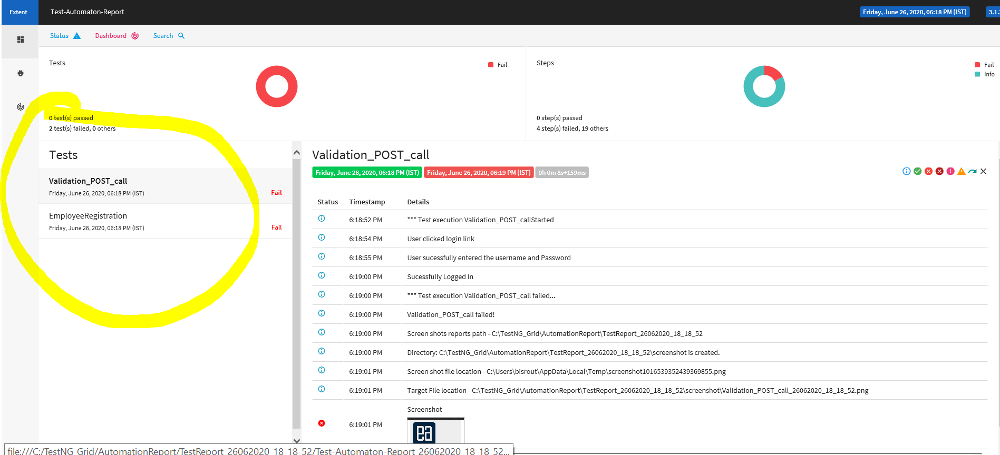 Extent
Test-Automaton-Report
Friday, June 26, 2020, 06:18 PM (IST)
Status
Dashboard
Search
Tests
Fail
0 test(s) passed
2 test(s) failed, 0 others
Steps
Fail
Info
0 step(s) passed
4 step(s) failed, 19 others
Tests
Validation_POST_call
Friday, June 26, 2020, 06:18 PM (IST)
Fail
EmployeeRegistration
Friday, June 26, 2020, 06:18 PM (IST)
Fail
Validation_POST_call
Friday, June 26, 2020, 06:18 PM (IST) Friday, June 26, 2020, 06:19 PM (IST) 0h 0m 8s+159ms
Status Timestamp Details
6:18:52 PM *** Test execution Validation_POST_callStarted
6:18:54 PM User clicked login link
6:18:55 PM User sucessfully entered the username and Password
6:19:00 PM Sucessfully Logged In
6:19:00 PM *** Test execution Validation_POST_call failed...
6:19:00 PM Validation_POST_call failed!
6:19:00 PM Screen shots reports path - C:\TestNG_Grid\AutomationReport\TestReport_26062020_18_18_52
6:19:00 PM Directory: C:\TestNG_Grid\AutomationReport\TestReport_26062020_18_18_52\screenshot is created.
6:19:01 PM Screen shot file location - C:\Users\bisrout\AppData\Local\Temp\screenshot1016539352439369855.png
6:19:01 PM Target File location - C:\TestNG_Grid\AutomationReport\TestReport_26062020_18_18_52\screenshot\Validation_POST_call_26062020_18_18_52.png
Screenshot
6:19:01 PM
ea
file:///C:/TestNG_Grid/AutomationReport/TestReport_26062020_18_18_52/Test-Automaton-Report_26062020_18_18_52...